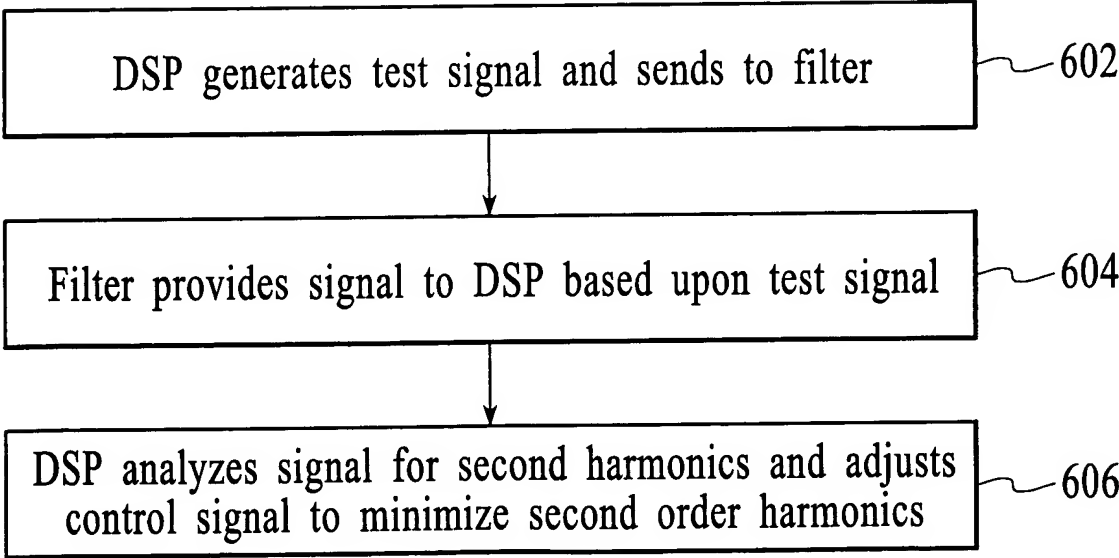 DSP generates test signal and sends to filter
602
Filter provides signal to DSP based upon test signal
604
DSP analyzes signal for second harmonics and adjusts
control signal to minimize second order harmonics
606